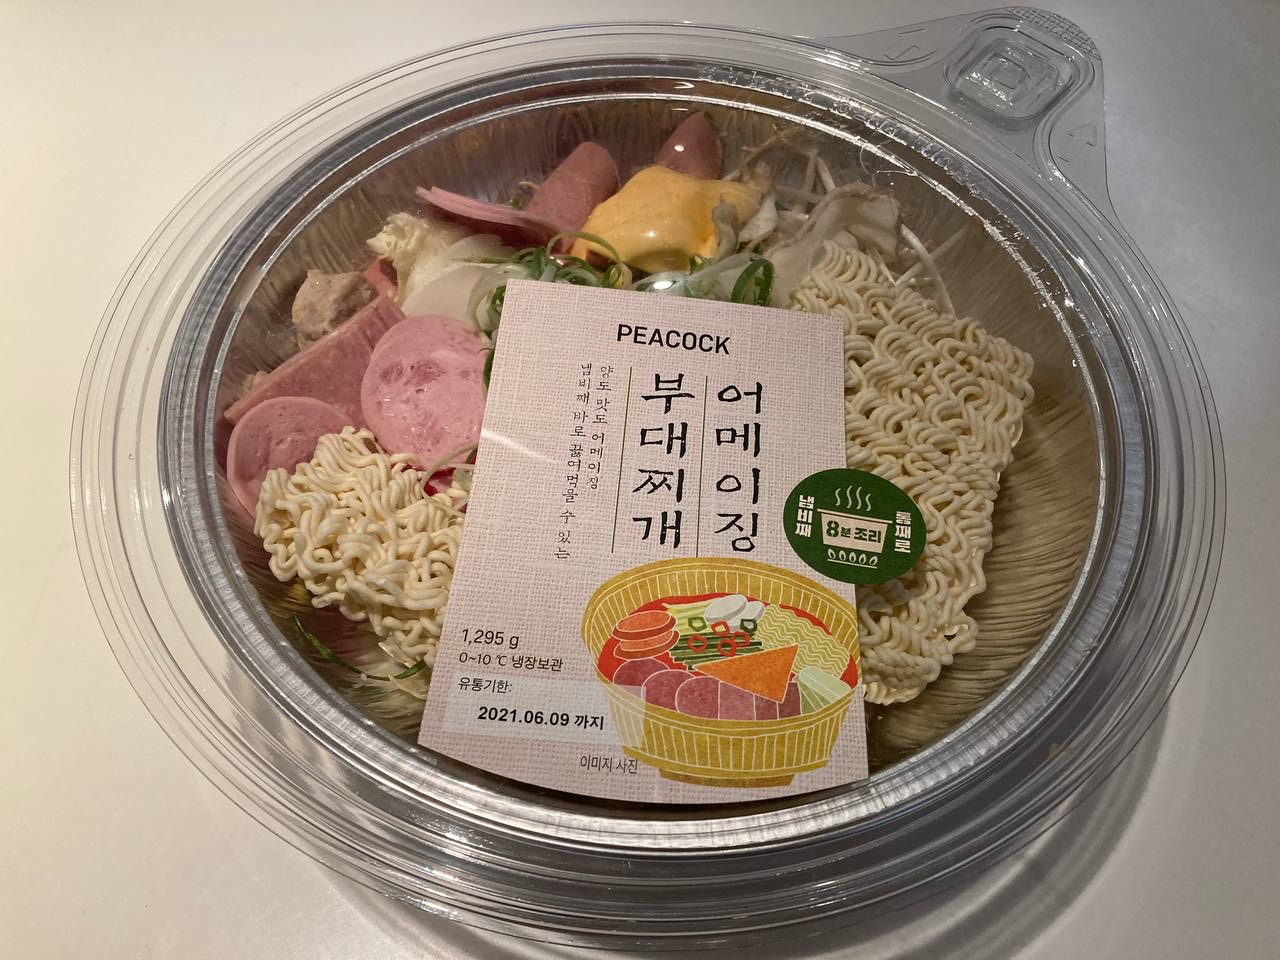 PEACOCK
어메이징
부대찌개
양도 맛도 어메이징
냄비째 바로 끓여먹을 수 있는
냄비째
8분 조리
통째로
1,295 g
0~10 ℃ 냉장보관
유통기한:
2021.06.09 까지
이미지 사진